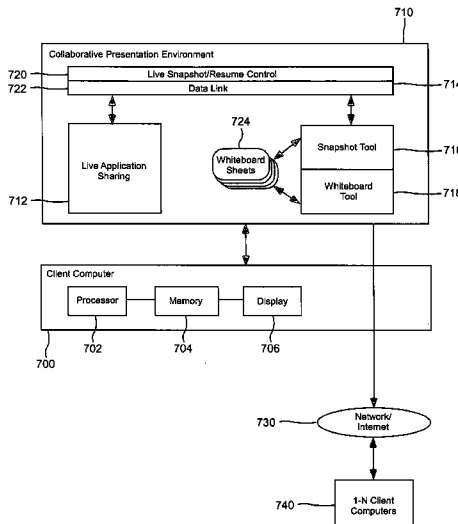 710
Collaborative Presentation Environment
720
Live Snapshot/Resume Control
714
722
Data Link
724
Whiteboard
Sheets
Snapshot Tool
Live Application
Sharing
Whiteboard
Tool
712
Client Computer
Processor
Memory
Display
702
704
706
700
730
Network/
Internet
740
1-N Client
Computers